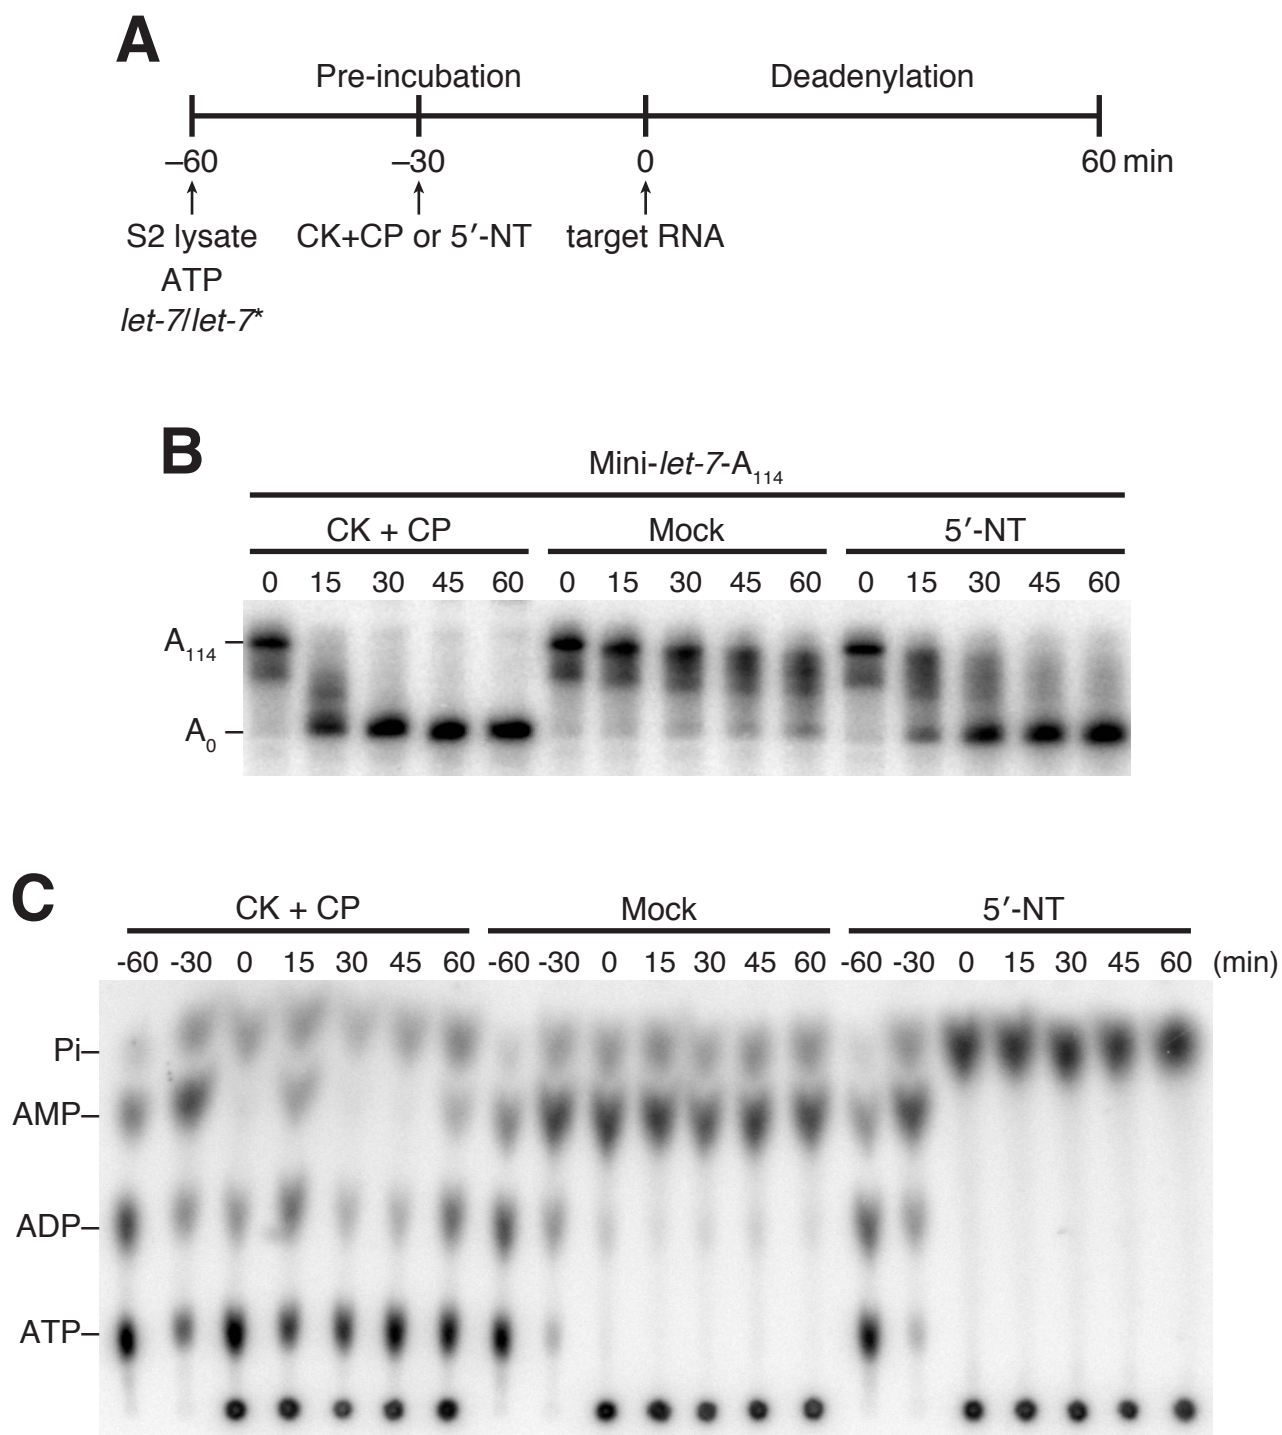 A
Pre-incubation Deadenylation
–60 –30 0 60 min
S2 lysate CK+CP or 5′-NT target RNA
ATP
let-7/let-7*
B
Mini-let-7-A114
CK + CP Mock 5′-NT
0 15 30 45 60 0 15 30 45 60 0 15 30 45 60
A114
A0
C
CK + CP Mock 5′-NT
-60 -30 0 15 30 45 60 -60 -30 0 15 30 45 60 -60 -30 0 15 30 45 60 (min)
Pi
AMP
ADP
ATP